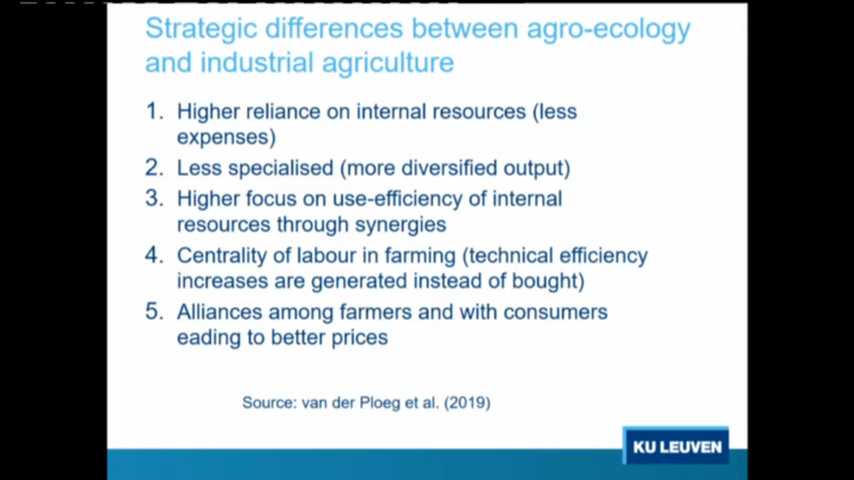 Strategic differences between agro-ecology
and industrial agriculture
1. Higher reliance on internal resources (less
expenses)
2. Less specialised (more diversified output)
3. Higher focus on use-efficiency of internal
resources through synergies
4. Centrality of labour in farming (technical efficiency
increases are generated instead of bought)
5. Alliances among farmers and with consumers
eading to better prices
Source: van der Ploeg et al. (2019)
KU LEUVEN